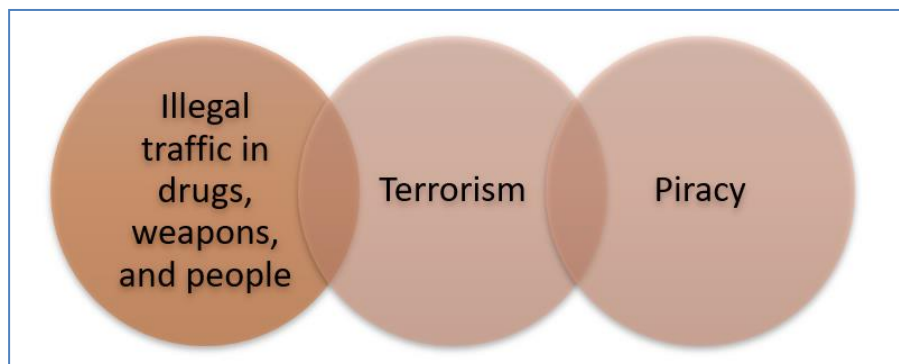 Illegal
traffic in
drugs,
weapons,
and people
Terrorism
Piracy